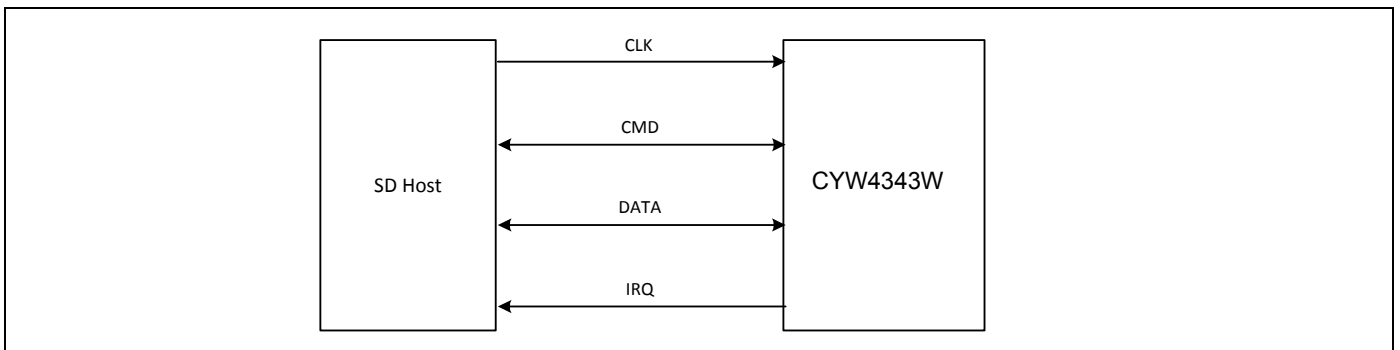 CLK
CMD
SD Host
CYW4343W
DATA
IRQ